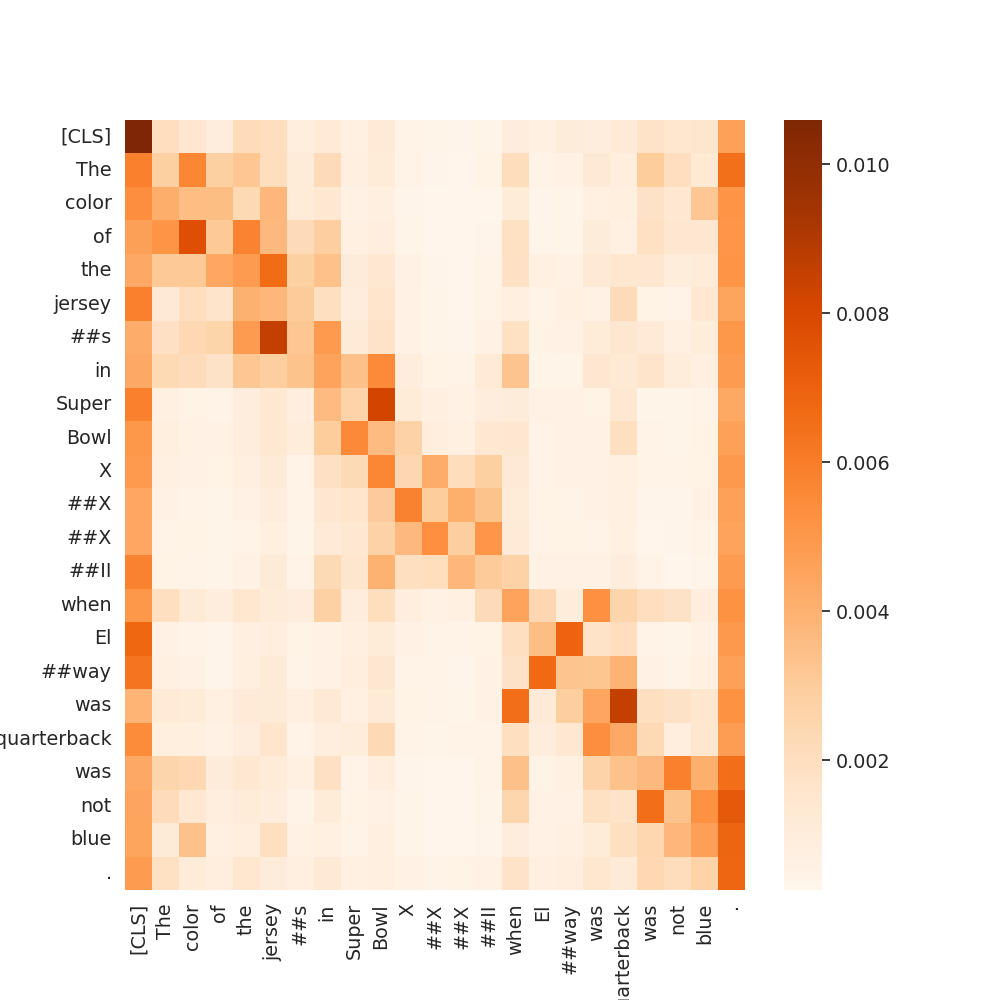 [CLS]
The
color
of
the
jersey
##s
in
Super
Bowl
X
##X
##X
##II
when
El
##way
was
quarterback
was
not
blue
.
[CLS]
The
color
of
the
jersey
##s
in
Super
Bowl
X
##X
##X
##II
when
El
##way
was
uarterback
was
not
blue
.
0.010
0.008
0.006
0.004
0.002